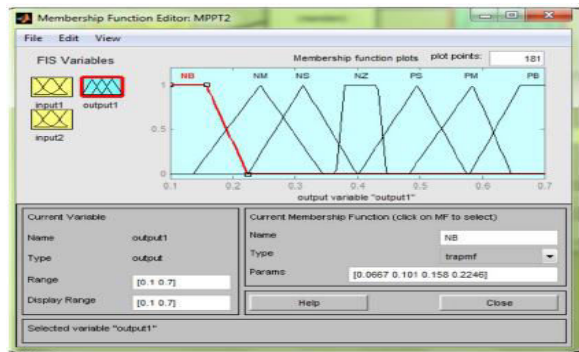 Membership Function Editor: MPPT2
File Edit View
FIS Variables
Membership function plots plot points: 181
NB NM NS NZ PS PM PB
input1 output1
input2
1
0.5
0
0.1 0.2 0.3 0.4 0.5 0.6 0.7
output variable "output1"
Current Variable
Name output1
Type output
Range [0.1 0.7]
Display Range [0.1 0.7]
Current Membership Function (click on MF to select)
Name NB
Type trapmf
Params [0.0667 0.101 0.158 0.2246]
Help Close
Selected variable "output1"